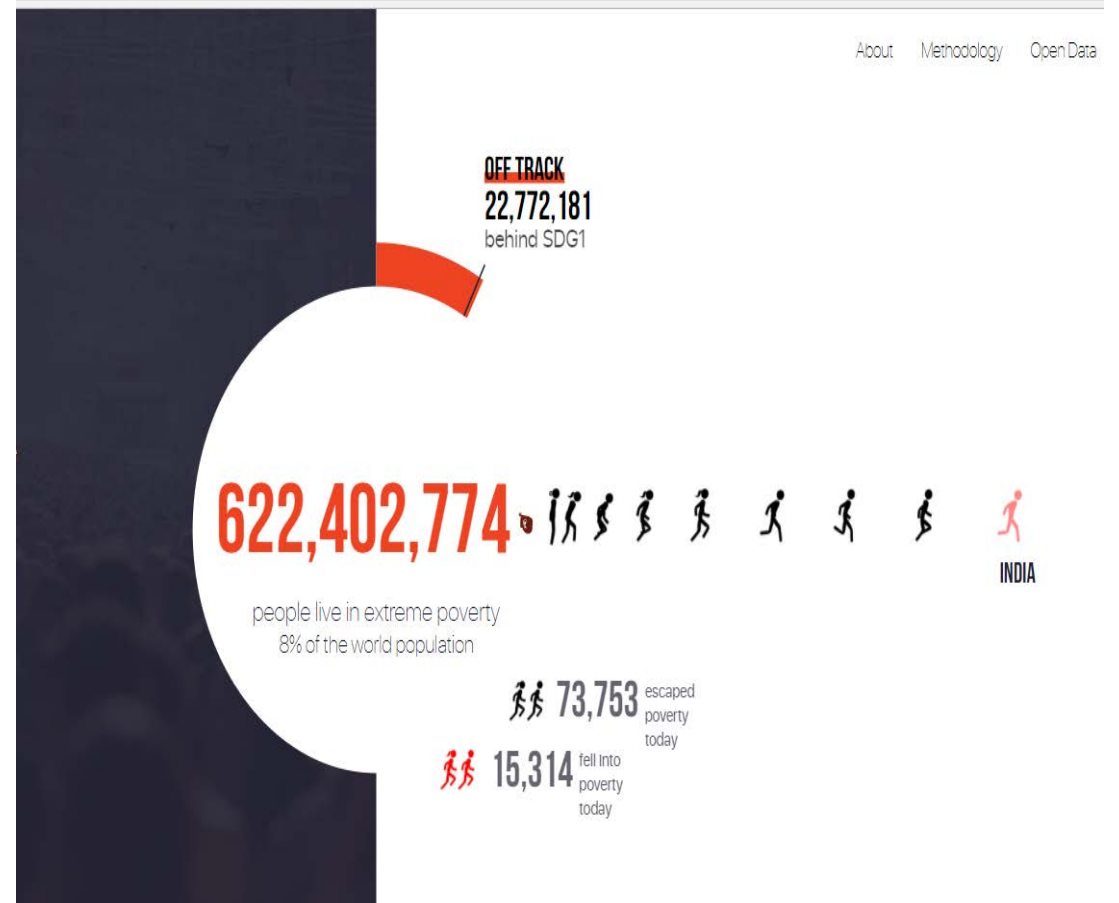 About Methodology Open Data
OFF TRACK
22,772,181
behind SDG1
622,402,774
INDIA
people live in extreme poverty
8% of the world population
73,753 escaped
poverty
today
15,314 fell into
poverty
today